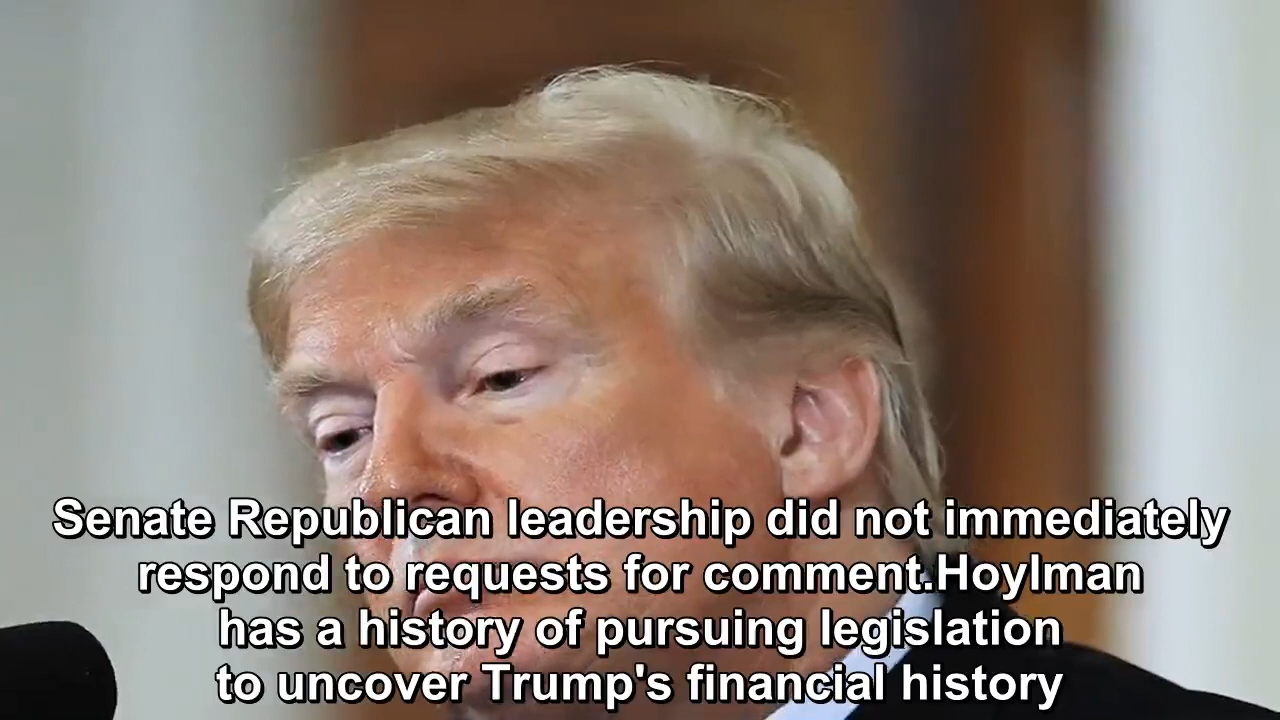 Senate Republican leadership did not immediately
respond to requests for comment.Hoylman
has a history of pursuing legislation
to uncover Trump's financial history